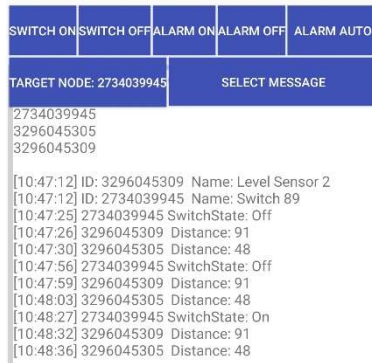 SWITCH ON SWITCH OFF ALARM ON ALARM OFF ALARM AUTO
TARGET NODE: 2734039945 SELECT MESSAGE
2734039945
3296045305
3296045309
[10:47:12] ID: 3296045309 Name: Level Sensor 2
[10:47:12] ID: 2734039945 Name: Switch 89
[10:47:25] 2734039945 SwitchState: Off
[10:47:26] 3296045309 Distance: 91
[10:47:30] 3296045305 Distance: 48
[10:47:56] 2734039945 SwitchState: Off
[10:47:59] 3296045309 Distance: 91
[10:48:03] 3296045305 Distance: 48
[10:48:27] 2734039945 SwitchState: On
[10:48:32] 3296045309 Distance: 91
[10:48:36] 3296045305 Distance: 48